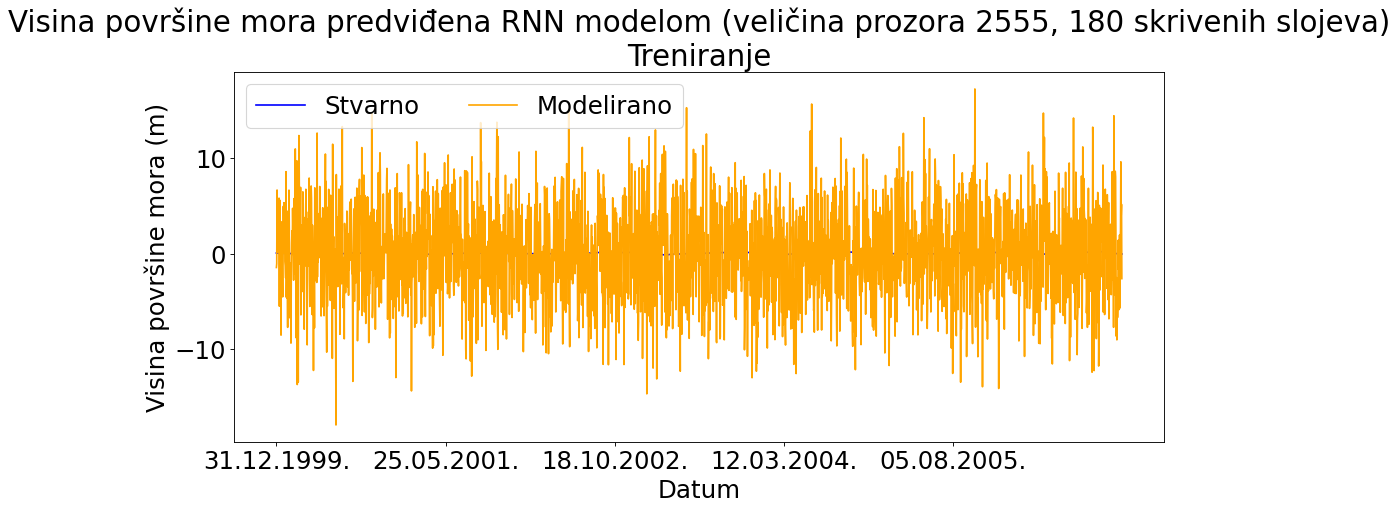 Visina površine mora predviđena RNN modelom (veličina prozora 2555, 180 skrivenih slojeva)
Treniranje
Stvarno Modelirano
Visina površine mora (m)
10
0
−10
31.12.1999. 25.05.2001. 18.10.2002. 12.03.2004. 05.08.2005.
Datum